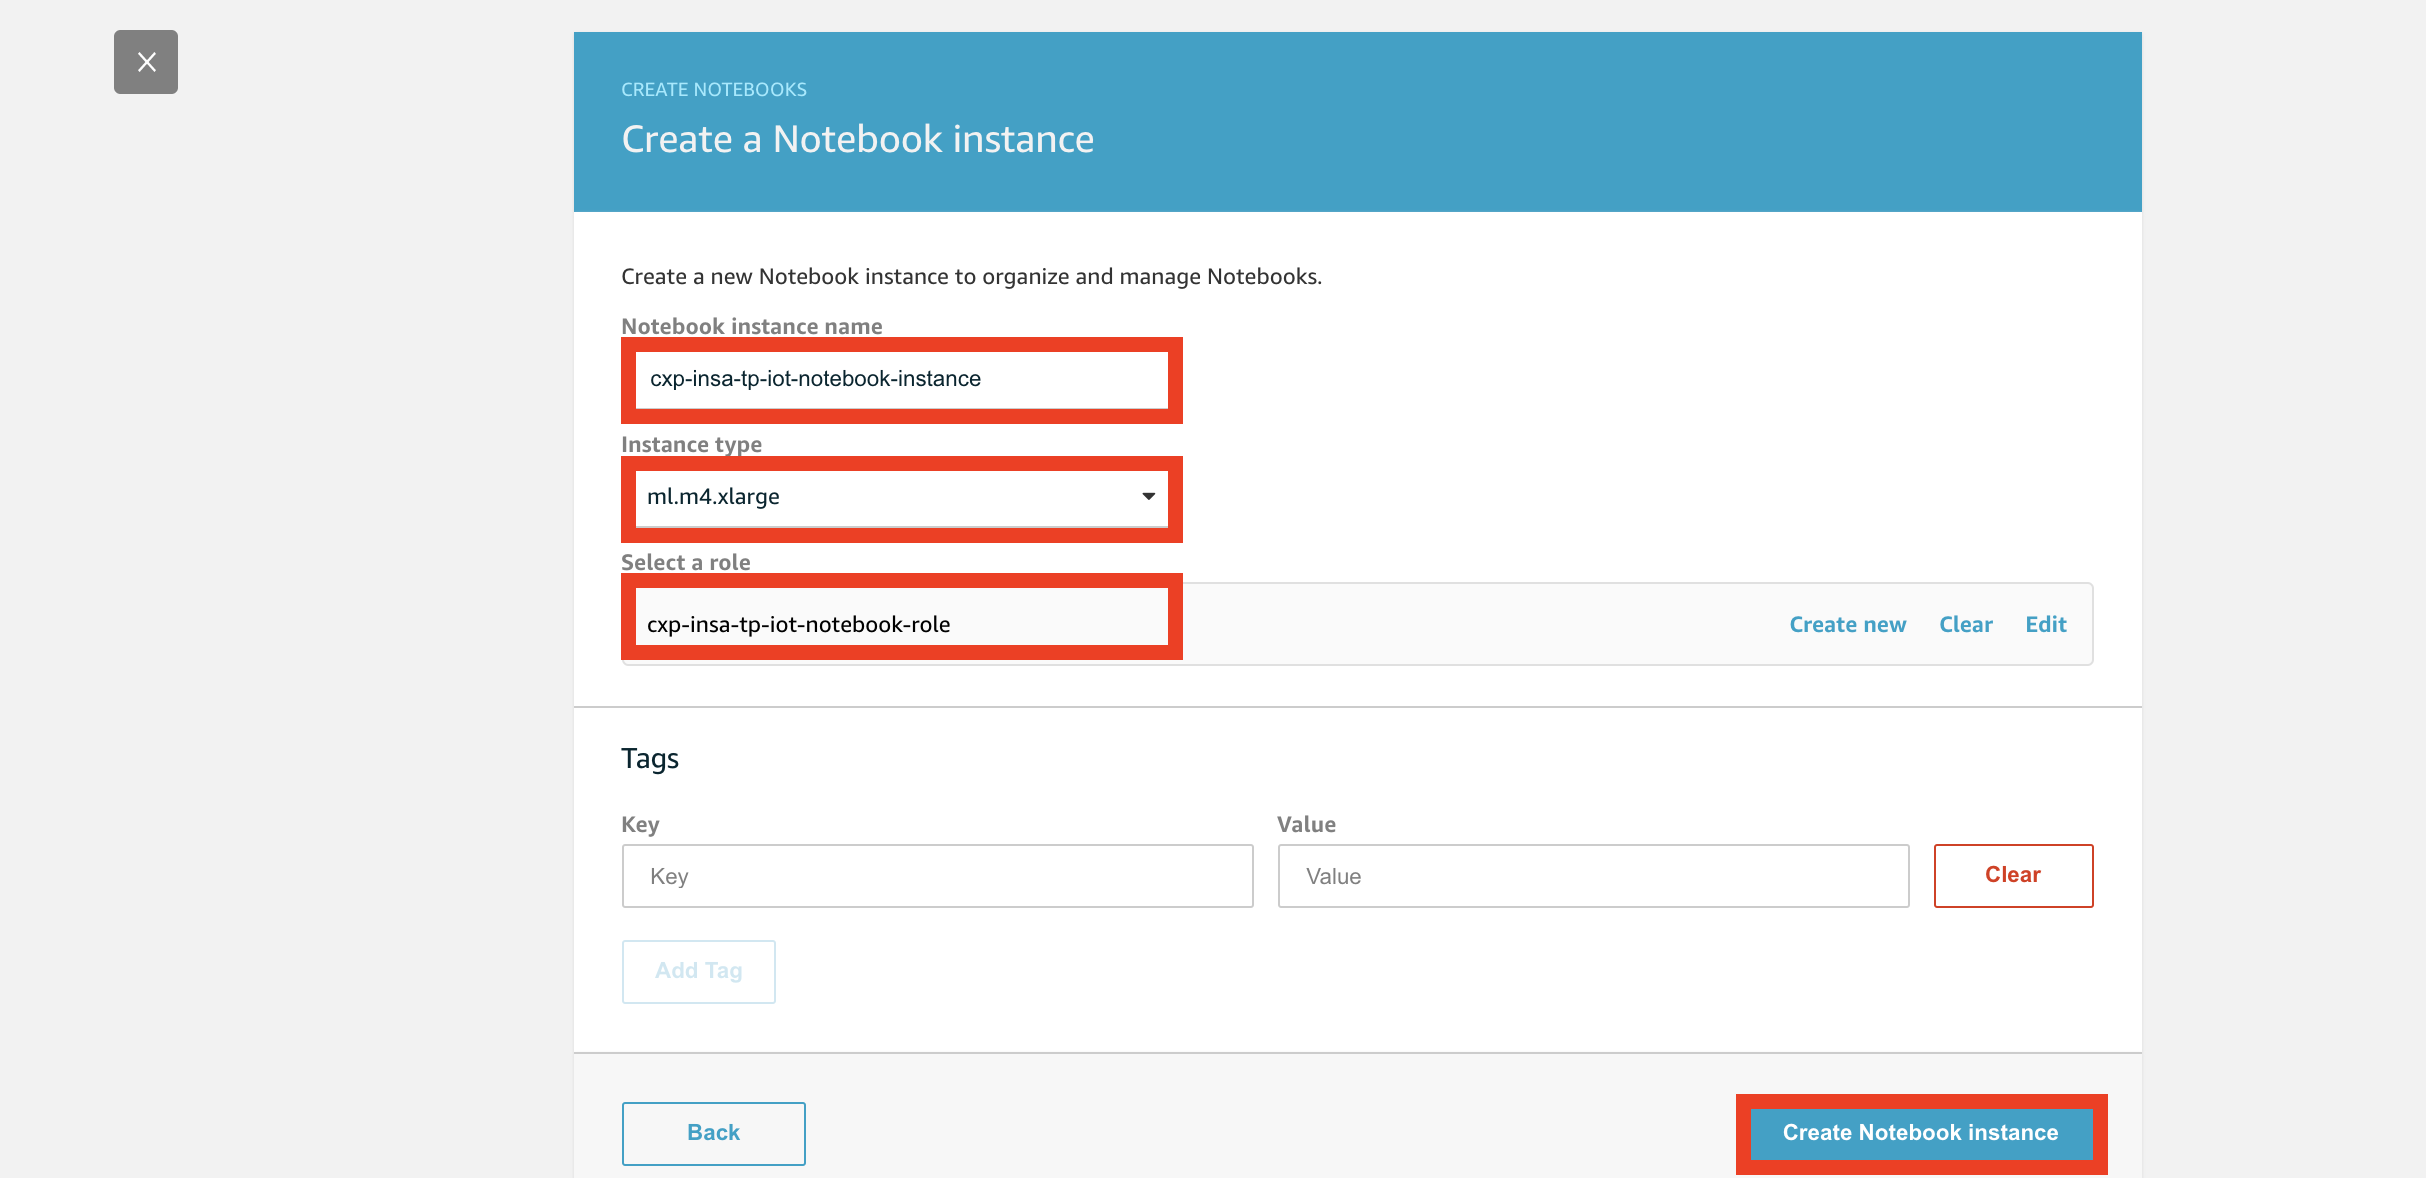 CREATE NOTEBOOKS
Create a Notebook instance
Create a new Notebook instance to organize and manage Notebooks.
Notebook instance name
cxp-insa-tp-iot-notebook-instance
Instance type
ml.m4.xlarge
Select a role
cxp-insa-tp-iot-notebook-role Create new Clear Edit
Tags
Key Value
Key Value Clear
Add Tag
Back Create Notebook instance